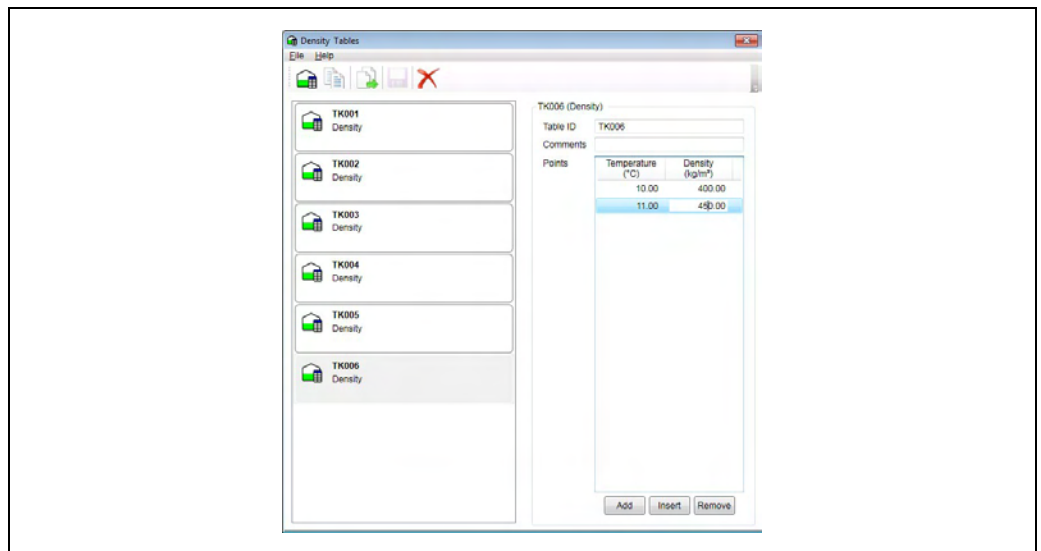 Density Tables
File Help
TK001
Density
TK002
Density
TK003
Density
TK004
Density
TK005
Density
TK006
Density
TK006 (Density)
Table ID TK006
Comments
Points
Temperature (°C) Density (kg/m³)
10.00 400.00
11.00 450.00
Add Insert Remove